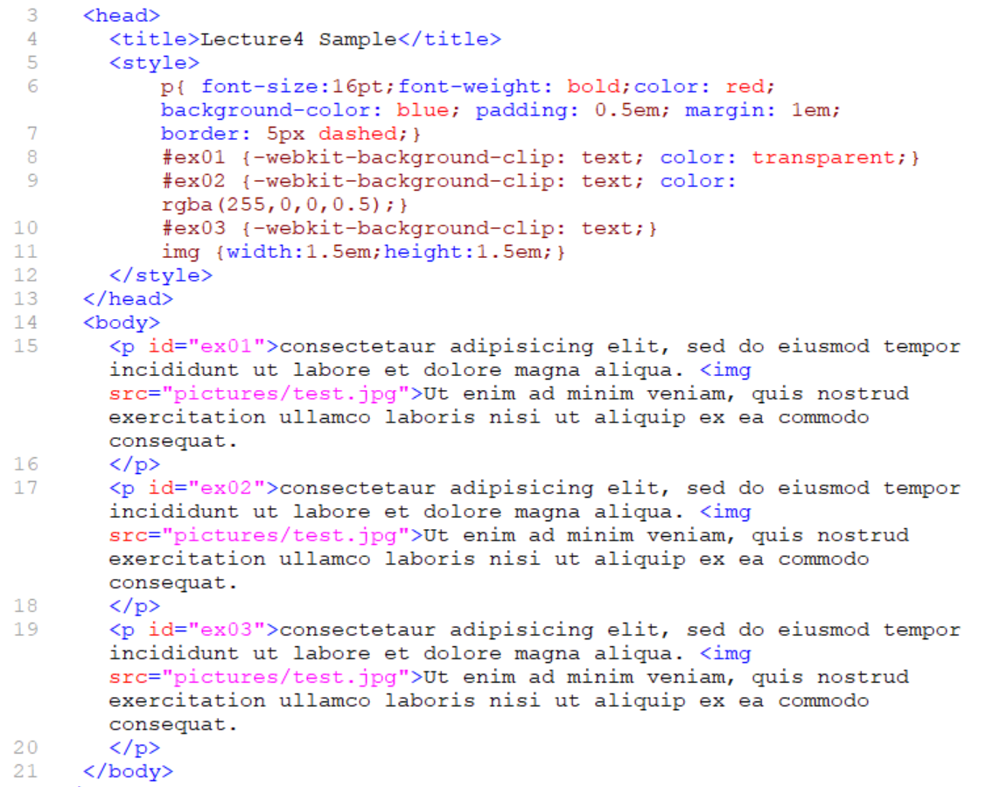 3 <head>
4 <title>Lecture4 Sample</title>
5 <style>
6 p{ font-size:16pt;font-weight: bold;color: red;
background-color: blue; padding: 0.5em; margin: 1em;
7 border: 5px dashed;}
8 #ex01 {-webkit-background-clip: text; color: transparent;}
9 #ex02 {-webkit-background-clip: text; color:
rgba(255,0,0,0.5);}
10 #ex03 {-webkit-background-clip: text;}
11 img {width:1.5em;height:1.5em;}
12 </style>
13 </head>
14 <body>
15 <p id="ex01">consectetaur adipisicing elit, sed do eiusmod tempor
incididunt ut labore et dolore magna aliqua. <img
src="pictures/test.jpg">Ut enim ad minim veniam, quis nostrud
exercitation ullamco laboris nisi ut aliquip ex ea commodo
consequat.
16 </p>
17 <p id="ex02">consectetaur adipisicing elit, sed do eiusmod tempor
incididunt ut labore et dolore magna aliqua. <img
src="pictures/test.jpg">Ut enim ad minim veniam, quis nostrud
exercitation ullamco laboris nisi ut aliquip ex ea commodo
consequat.
18 </p>
19 <p id="ex03">consectetaur adipisicing elit, sed do eiusmod tempor
incididunt ut labore et dolore magna aliqua. <img
src="pictures/test.jpg">Ut enim ad minim veniam, quis nostrud
exercitation ullamco laboris nisi ut aliquip ex ea commodo
consequat.
20 </p>
21 </body>